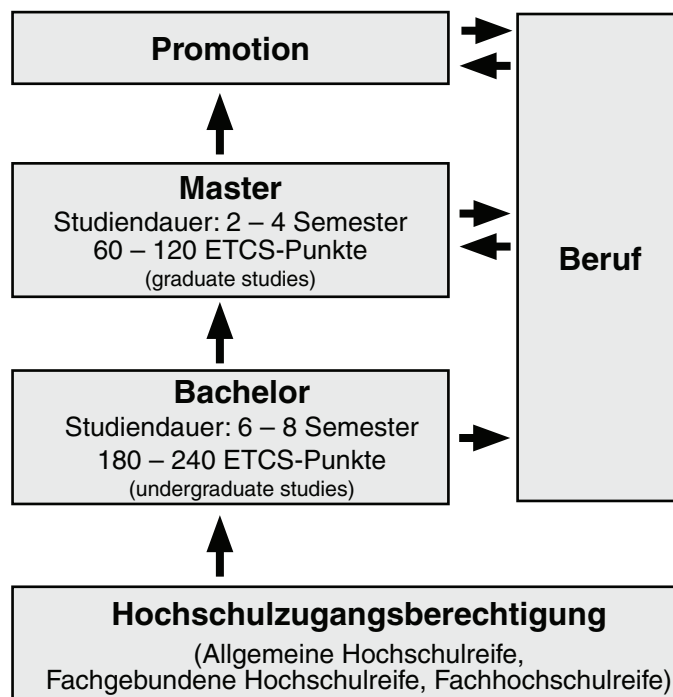 Promotion
Master
Studiendauer: 2 – 4 Semester
60 – 120 ETCS-Punkte
(graduate studies)
Beruf
Bachelor
Studiendauer: 6 – 8 Semester
180 – 240 ETCS-Punkte
(undergraduate studies)
Hochschulzugangsberechtigung
(Allgemeine Hochschulreife,
Fachgebundene Hochschulreife, Fachhochschulreife)